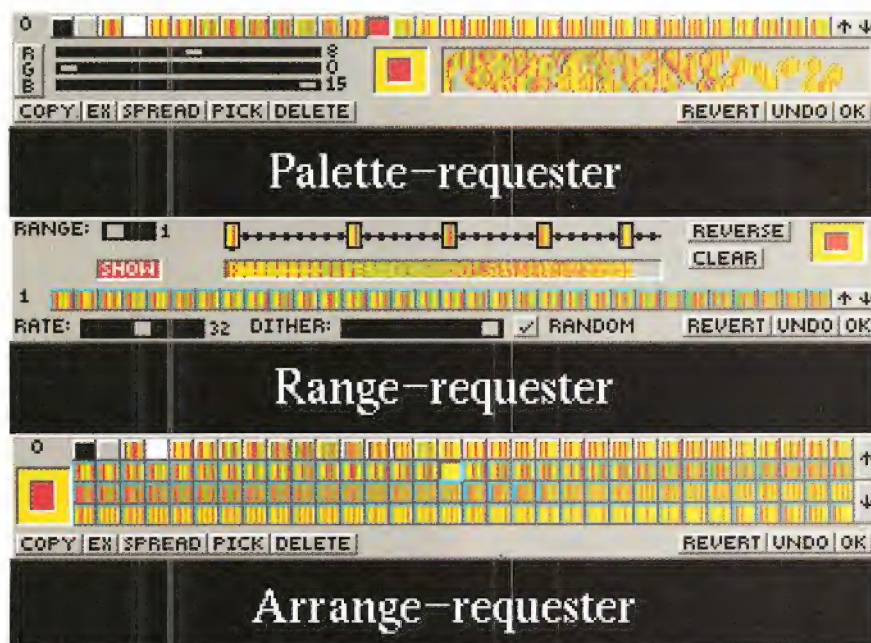 0
R 8
G 0
B 15
COPY EX SPREAD PICK DELETE REVERT UNDO OK
Palette-requester
RANGE: 1 REVERSE
SHOW CLEAR
1
RATE: 32 DITHER: RANDOM REVERT UNDO OK
Range-requester
0
COPY EX SPREAD PICK DELETE REVERT UNDO OK
Arrange-requester